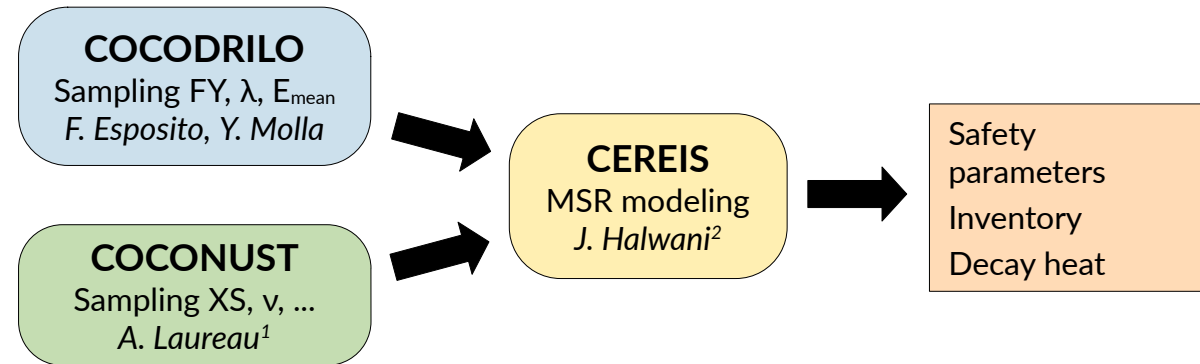 COCODRILO
Sampling FY, λ, Emean
F. Esposito, Y. Molla
COCONUST
Sampling XS, ν, ...
A. Laureau1
CEREIS
MSR modeling
J. Halwani2
Safety
parameters
Inventory
Decay heat